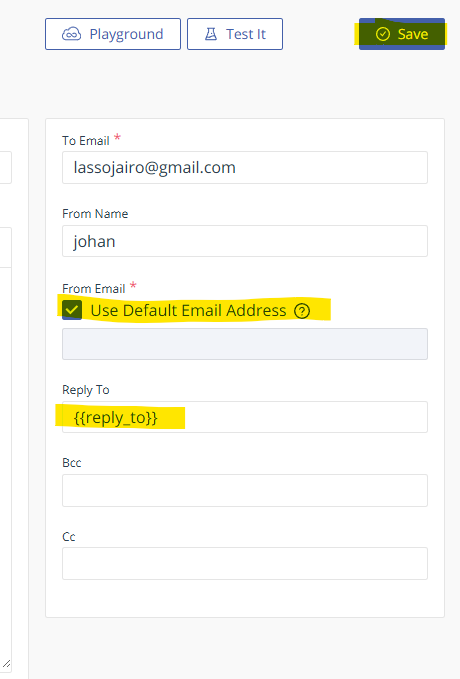 Playground Test It Save
To Email *
lassojairo@gmail.com
From Name
johan
From Email *
Use Default Email Address ?
Reply To
{{reply_to}}
Bcc
Cc